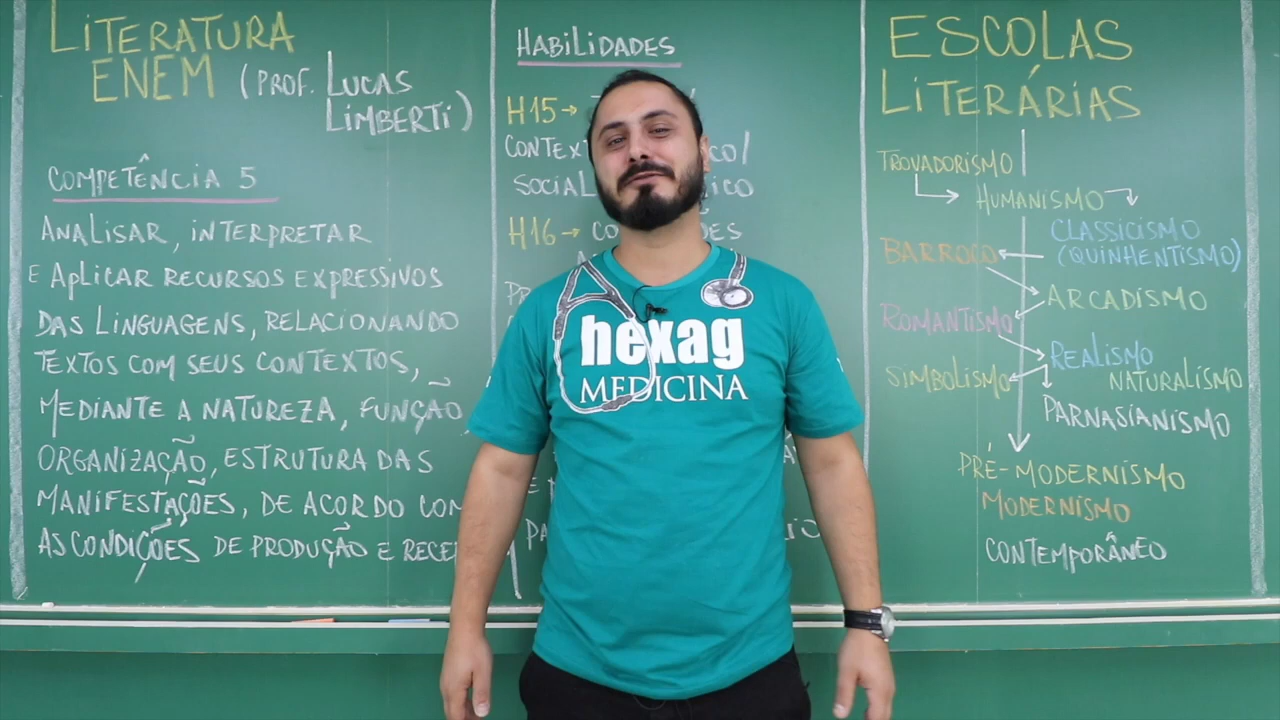 LITERATURA
ENEM (PROF. LUCAS
LIMBERTI)
COMPETÊNCIA 5
ANALISAR, INTERPRETAR
E APLICAR RECURSOS EXPRESSIVOS
DAS LINGUAGENS, RELACIONANDO
TEXTOS COM SEUS CONTEXTOS,
MEDIANTE A NATUREZA, FUNÇÃO
ORGANIZAÇÃO, ESTRUTURA DAS
MANIFESTAÇÕES, DE ACORDO COM
AS CONDIÇÕES DE PRODUÇÃO E
HABILIDADES
H15→
H16→
hexag
MEDICINA
ESCOLAS
LITERÁRIAS
TROVADORISMO
HUMANISMO
CLASSICISMO
(QUINHENTISMO)
BARROCO
ARCADISMO
ROMANTISMO
REALISMO
NATURALISMO
SIMBOLISMO
PARNASIANISMO
PRÉ-MODERNISMO
MODERNISMO
CONTEMPORÂNEO